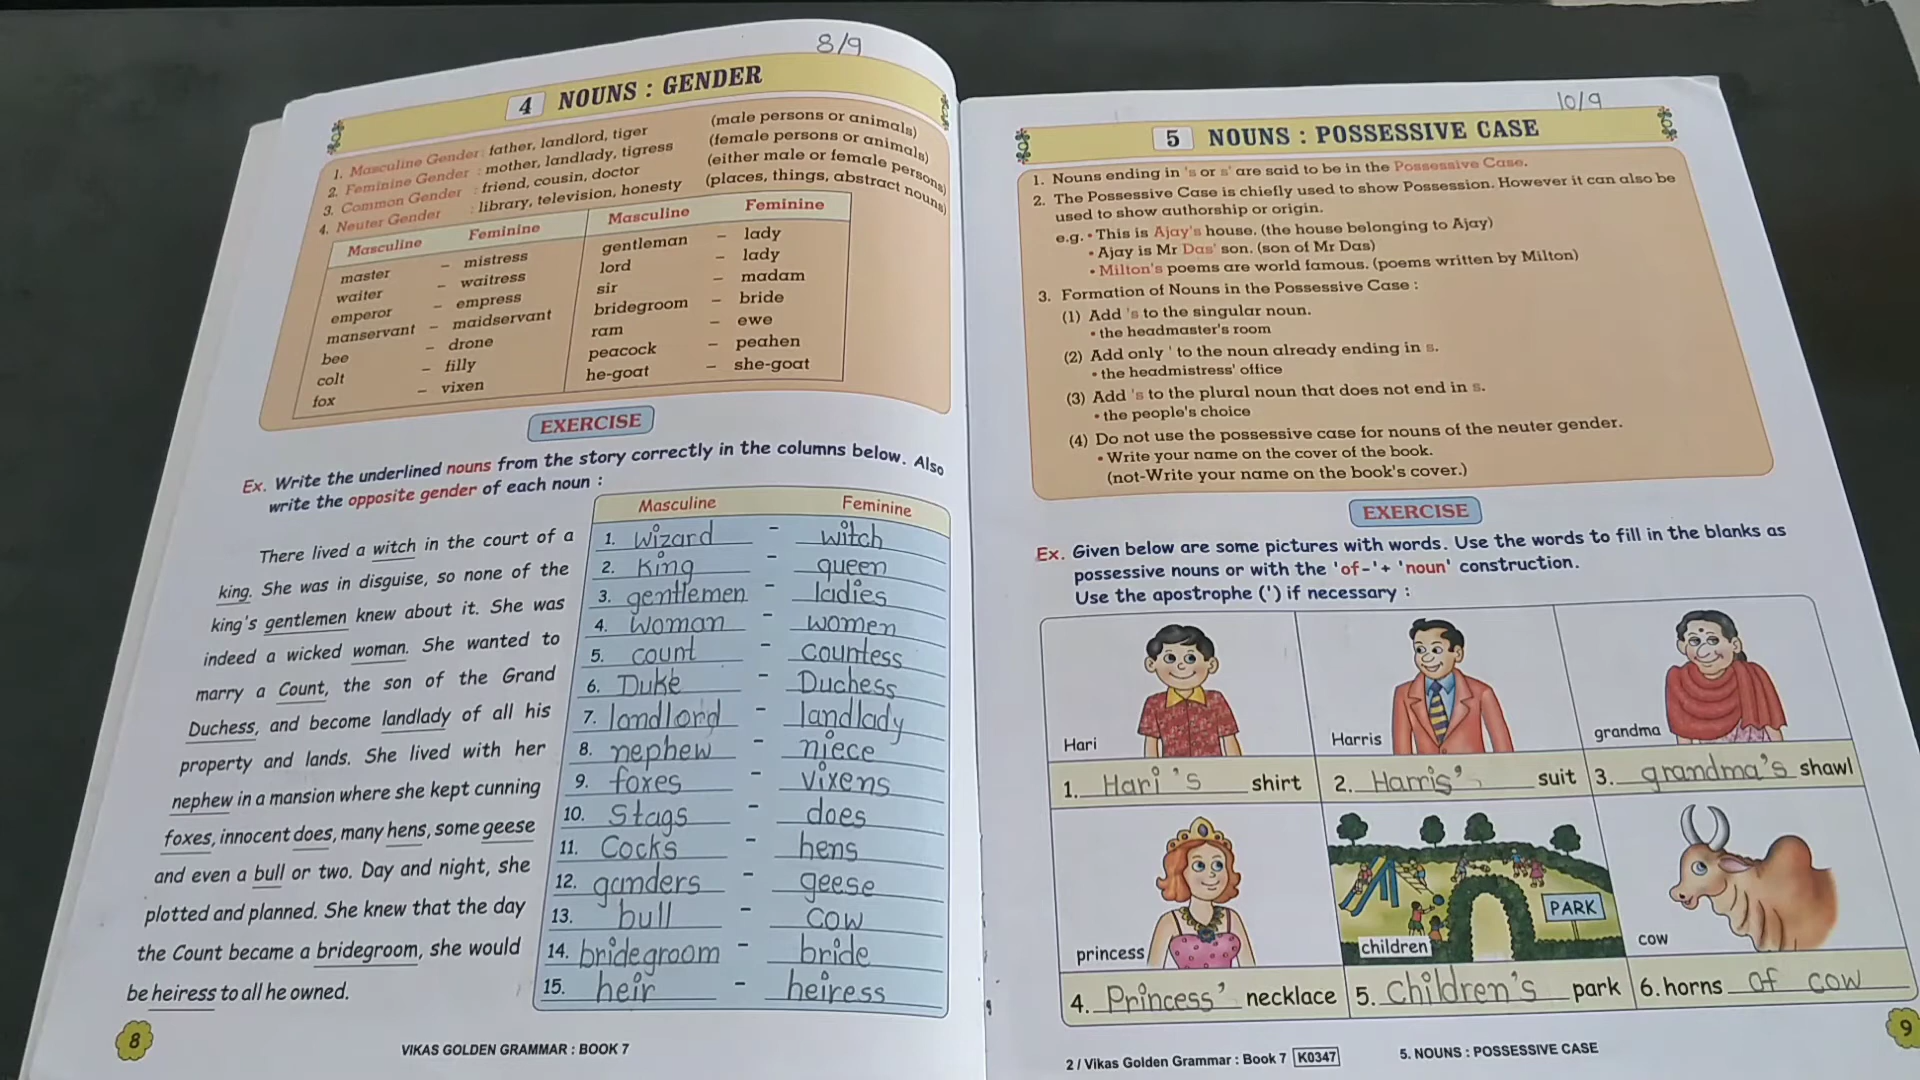 8/9
4 NOUNS : GENDER
1. Masculine Gender : father, landlord, tiger (male persons or animals)
2. Feminine Gender : mother, landlady, tigress (female persons or animals)
3. Common Gender : friend, cousin, doctor (either male or female persons)
4. Neuter Gender : library, television, honesty (places, things, abstract nouns)
Masculine Feminine Masculine Feminine
master – mistress gentleman – lady
waiter – waitress lord – lady
emperor – empress sir – madam
manservant – maidservant bridegroom – bride
bee – drone ram – ewe
colt – filly peacock – peahen
fox – vixen he-goat – she-goat
EXERCISE
Ex. Write the underlined nouns from the story correctly in the columns below. Also
write the opposite gender of each noun :
There lived a witch in the court of a
king. She was in disguise, so none of the
king's gentlemen knew about it. She was
indeed a wicked woman. She wanted to
marry a Count, the son of the Grand
Duchess, and become landlady of all his
property and lands. She lived with her
nephew in a mansion where she kept cunning
foxes, innocent does, many hens, some geese
and even a bull or two. Day and night, she
plotted and planned. She knew that the day
the Count became a bridegroom, she would
be heiress to all he owned.
Masculine Feminine
1. wizard - witch
2. King - queen
3. gentlemen - ladies
4. Woman - women
5. count - countess
6. Duke - Duchess
7. landlord - landlady
8. nephew - niece
9. foxes - vixens
10. Stags - does
11. Cocks - hens
12. ganders - geese
13. bull - cow
14. bridegroom - bride
15. heir - heiress
8
VIKAS GOLDEN GRAMMAR : BOOK 7
10/9
5 NOUNS : POSSESSIVE CASE
1. Nouns ending in 's or s' are said to be in the Possessive Case.
2. The Possessive Case is chiefly used to show Possession. However it can also be
used to show authorship or origin.
e.g. • This is Ajay's house. (the house belonging to Ajay)
• Ajay is Mr Das' son. (son of Mr Das)
• Milton's poems are world famous. (poems written by Milton)
3. Formation of Nouns in the Possessive Case :
(1) Add 's to the singular noun.
• the headmaster's room
(2) Add only ' to the noun already ending in s.
• the headmistress' office
(3) Add 's to the plural noun that does not end in s.
• the people's choice
(4) Do not use the possessive case for nouns of the neuter gender.
• Write your name on the cover of the book.
(not-Write your name on the book's cover.)
EXERCISE
Ex. Given below are some pictures with words. Use the words to fill in the blanks as
possessive nouns or with the 'of-'+ 'noun' construction.
Use the apostrophe (') if necessary :
Hari Harris grandma
1. Hari's shirt 2. Harris' suit 3. grandma's shawl
PARK
princess children cow
4. Princess' necklace 5. Children's park 6. horns of cow
2 / Vikas Golden Grammar : Book 7 K0347 5. NOUNS : POSSESSIVE CASE
9